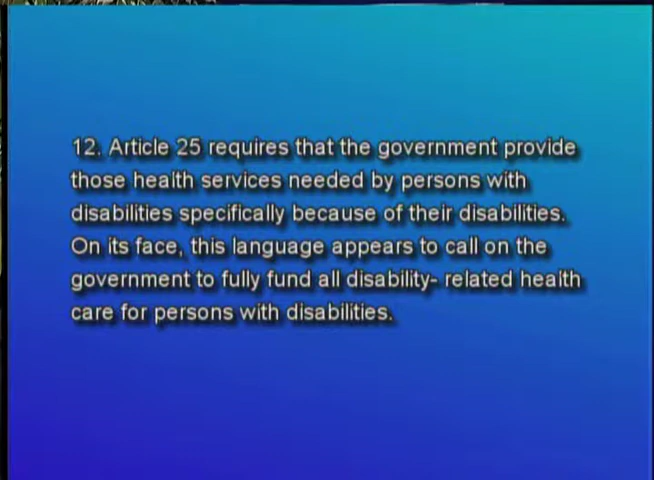 12. Article 25 requires that the government provide
those health services needed by persons with
disabilities specifically because of their disabilities.
On its face, this language appears to call on the
government to fully fund all disability- related health
care for persons with disabilities.